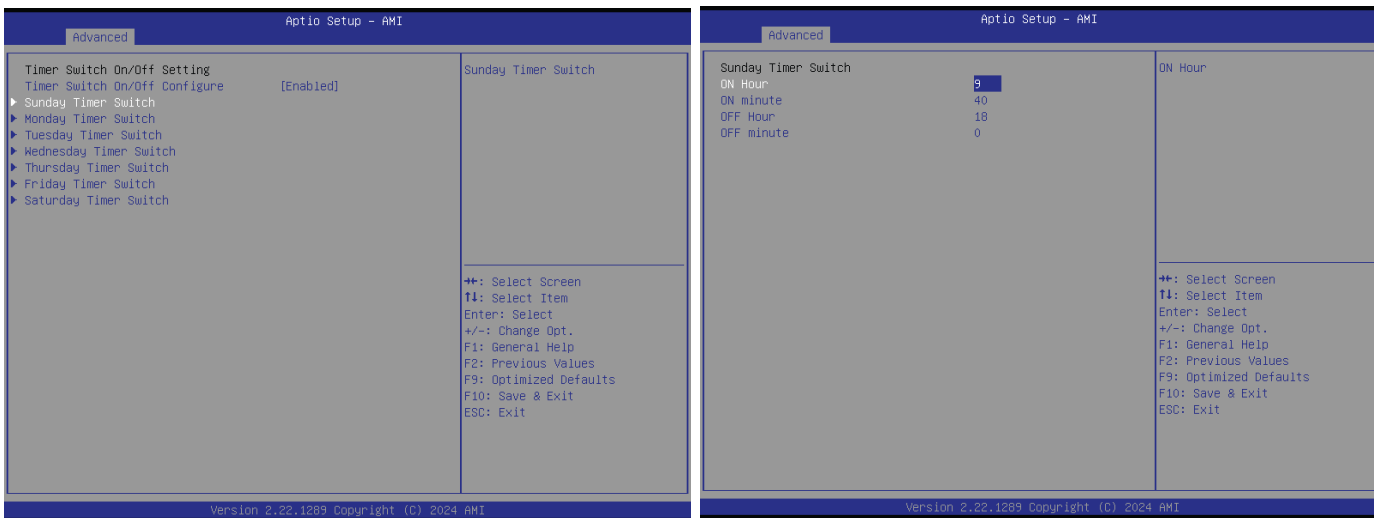 Aptio Setup – AMI
Advanced
Timer Switch On/Off Setting
Timer Switch On/Off Configure [Enabled]
Sunday Timer Switch
Monday Timer Switch
Tuesday Timer Switch
Wednesday Timer Switch
Thursday Timer Switch
Friday Timer Switch
Saturday Timer Switch
Sunday Timer Switch
→←: Select Screen
↑↓: Select Item
Enter: Select
+/-: Change Opt.
F1: General Help
F2: Previous Values
F9: Optimized Defaults
F10: Save & Exit
ESC: Exit
Version 2.22.1289 Copyright (C) 2024 AMI
Aptio Setup – AMI
Advanced
Sunday Timer Switch
ON Hour 9
ON minute 40
OFF Hour 18
OFF minute 0
ON Hour
→←: Select Screen
↑↓: Select Item
Enter: Select
+/-: Change Opt.
F1: General Help
F2: Previous Values
F9: Optimized Defaults
F10: Save & Exit
ESC: Exit
Version 2.22.1289 Copyright (C) 2024 AMI